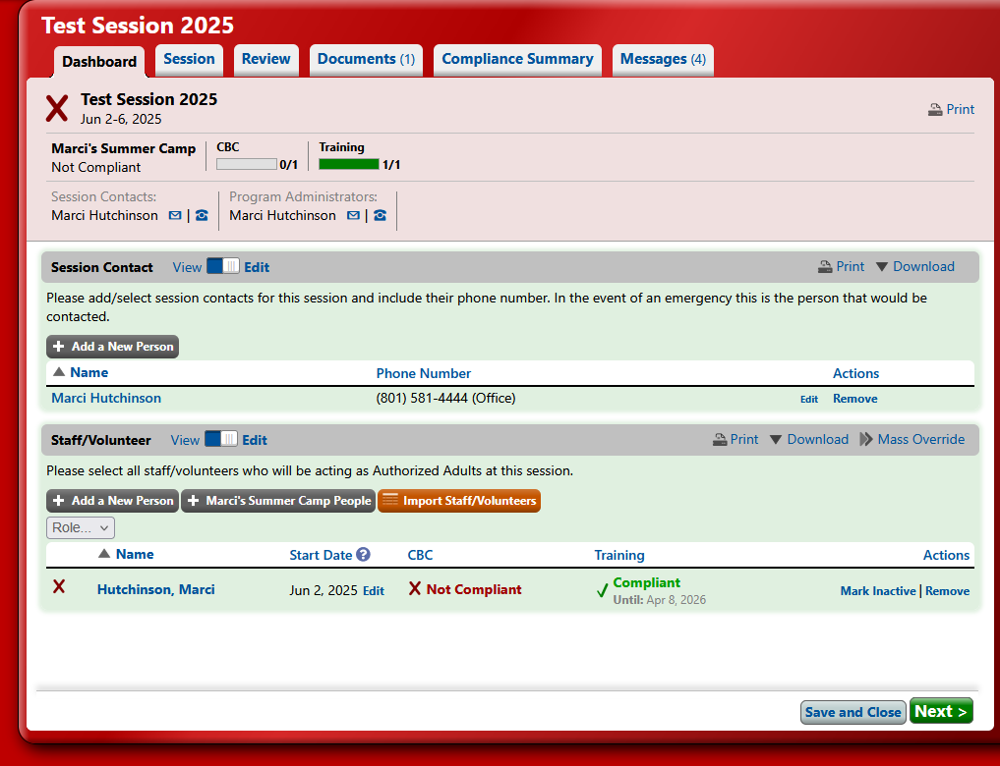 Test Session 2025
Dashboard Session Review Documents (1) Compliance Summary Messages (4)
Test Session 2025
Jun 2-6, 2025
Print
Marci's Summer Camp CBC Training
Not Compliant 0/1 1/1
Session Contacts: Program Administrators:
Marci Hutchinson | Marci Hutchinson |
Session Contact View Edit Print Download
Please add/select session contacts for this session and include their phone number. In the event of an emergency this is the person that would be
contacted.
+ Add a New Person
Name Phone Number Actions
Marci Hutchinson (801) 581-4444 (Office) Edit Remove
Staff/Volunteer View Edit Print Download Mass Override
Please select all staff/volunteers who will be acting as Authorized Adults at this session.
+ Add a New Person + Marci's Summer Camp People Import Staff/Volunteers
Role...
Name Start Date ? CBC Training Actions
Hutchinson, Marci Jun 2, 2025 Edit Not Compliant Compliant Mark Inactive | Remove
Until: Apr 8, 2026
Save and Close Next >